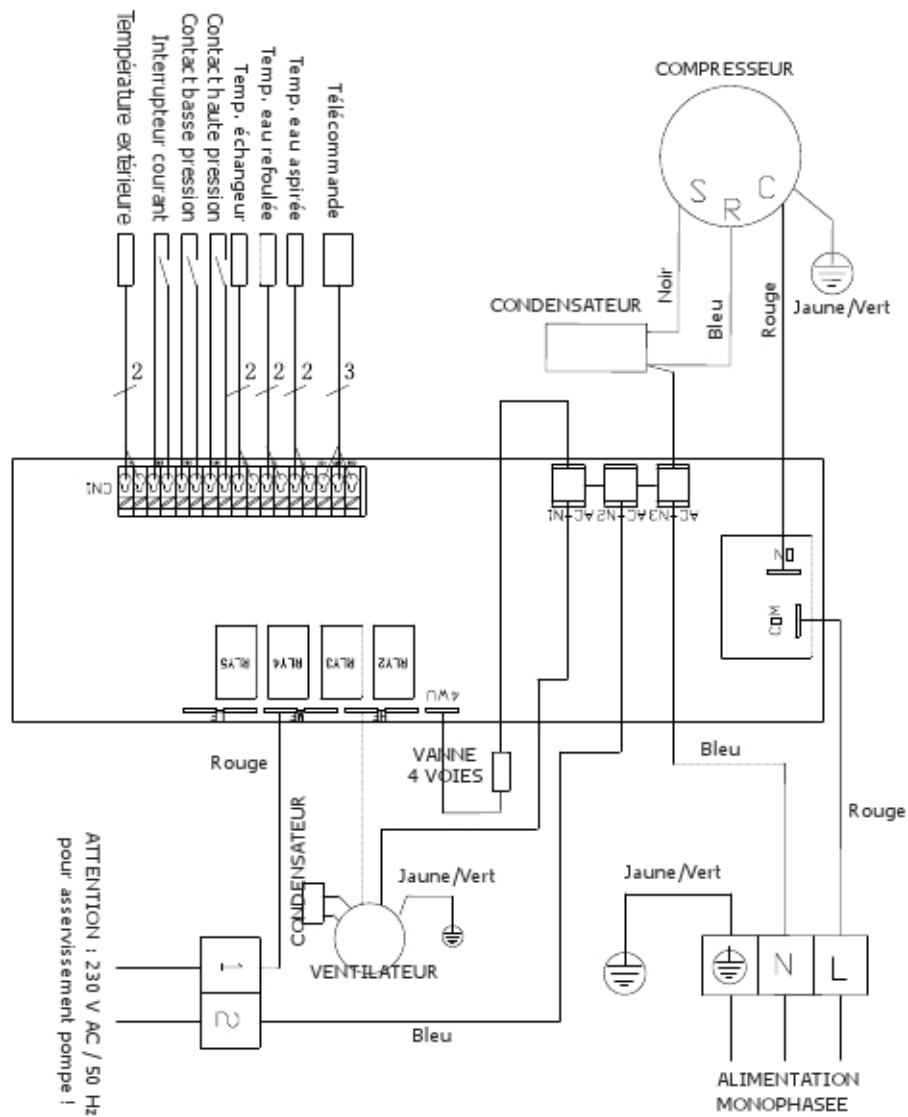 Température extérieure
Interrupteur courant
Contact basse pression
Contact haute pression
Temp. échangeur
Temp. eau refoulée
Temp. eau aspirée
Télécommande
2
2
2
2
3
COMPRESSEUR
S
R
C
Noir
Bleu
Rouge
Jaune/Vert
CONDENSATEUR
CN1
AC-N1
AC-N2
AC-N3
N
COM
RLY5
RLY4
RLY3
RLY2
4WU
Rouge
VANNE
4 VOIES
Bleu
Rouge
CONDENSATEUR
Jaune/Vert
VENTILATEUR
Jaune/Vert
ATTENTION : 230 V AC / 50 Hz
pour asservissement pompe !
1
2
Bleu
N
L
ALIMENTATION
MONOPHASEE